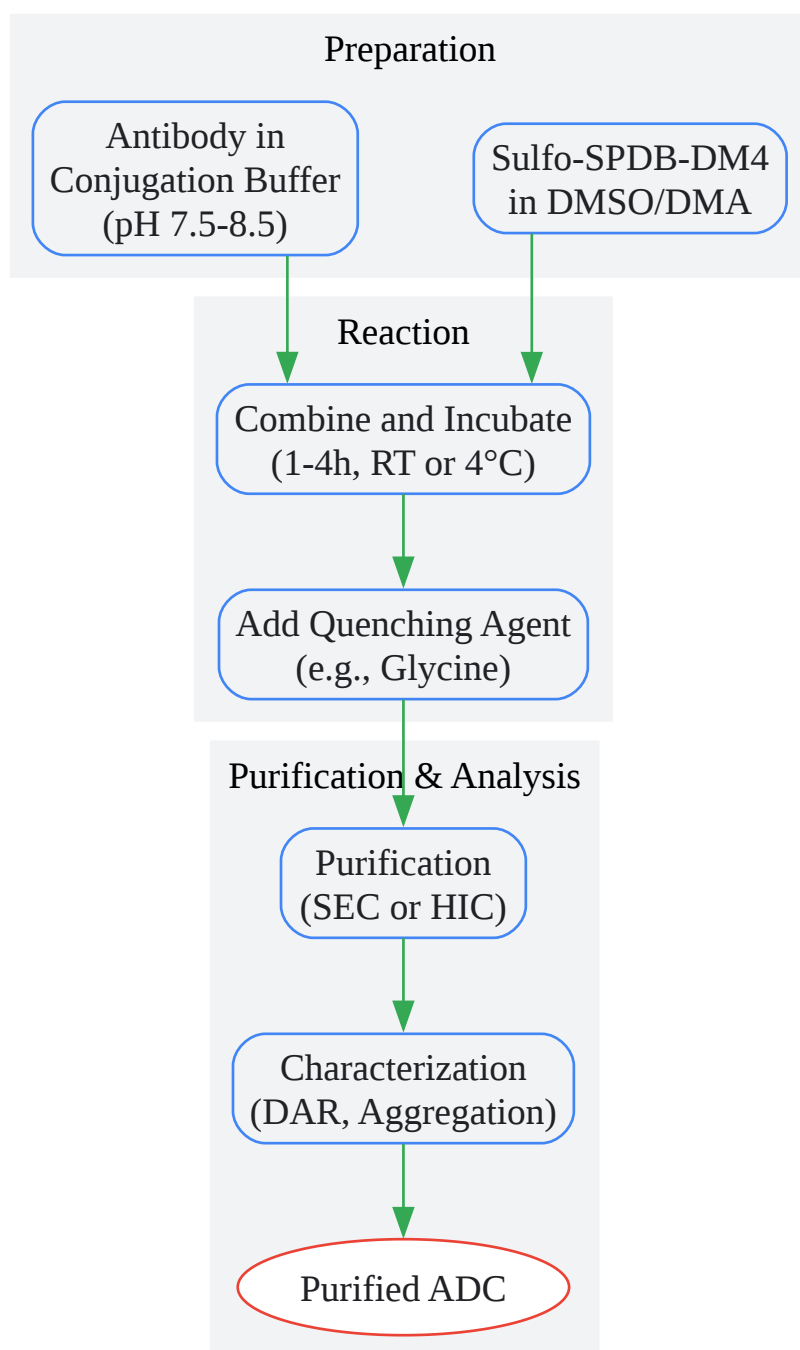 Preparation
Antibody in
Conjugation Buffer
(pH 7.5-8.5)
Sulfo-SPDB-DM4
in DMSO/DMA
Reaction
Combine and Incubate
(1-4h, RT or 4°C)
Add Quenching Agent
(e.g., Glycine)
Purification & Analysis
Purification
(SEC or HIC)
Characterization
(DAR, Aggregation)
Purified ADC